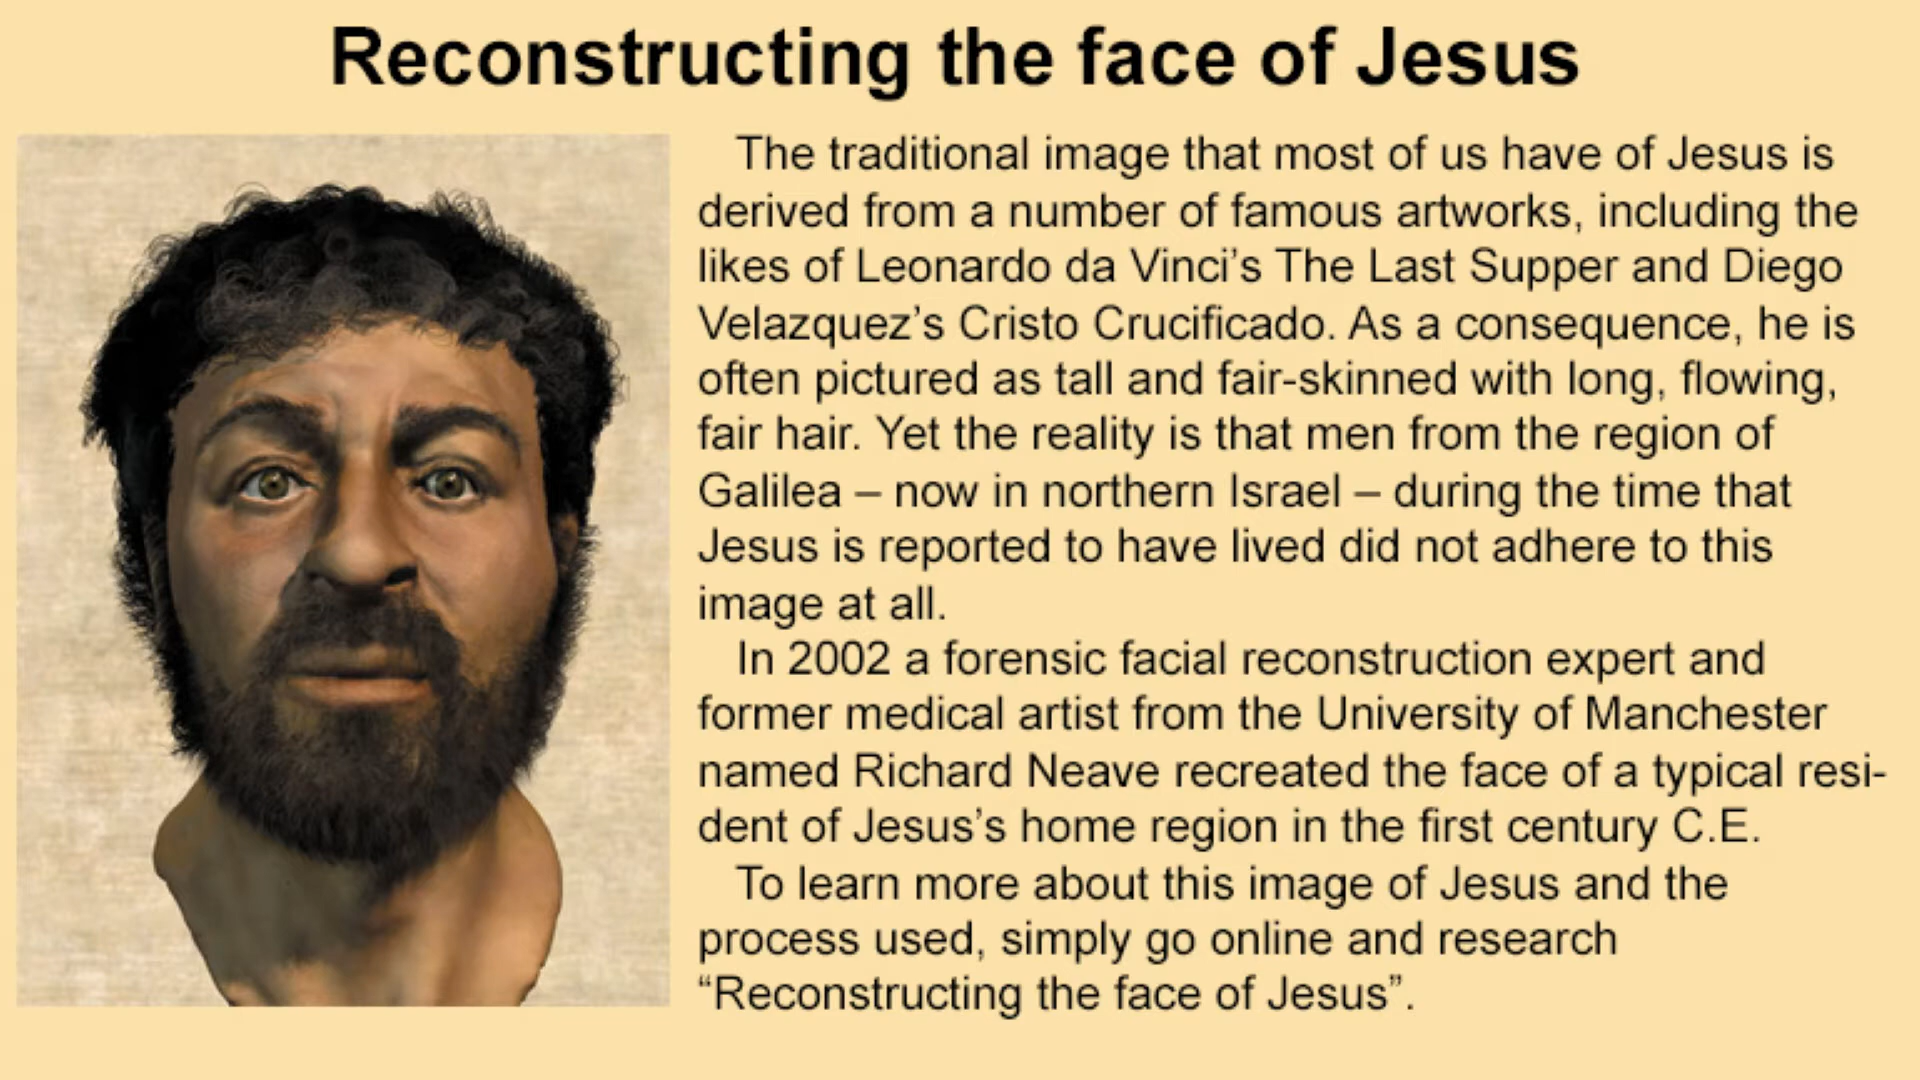 Reconstructing the face of Jesus
The traditional image that most of us have of Jesus is
derived from a number of famous artworks, including the
likes of Leonardo da Vinci’s The Last Supper and Diego
Velazquez’s Cristo Crucificado. As a consequence, he is
often pictured as tall and fair-skinned with long, flowing,
fair hair. Yet the reality is that men from the region of
Galilea – now in northern Israel – during the time that
Jesus is reported to have lived did not adhere to this
image at all.
In 2002 a forensic facial reconstruction expert and
former medical artist from the University of Manchester
named Richard Neave recreated the face of a typical resi-
dent of Jesus’s home region in the first century C.E.
To learn more about this image of Jesus and the
process used, simply go online and research
“Reconstructing the face of Jesus”.